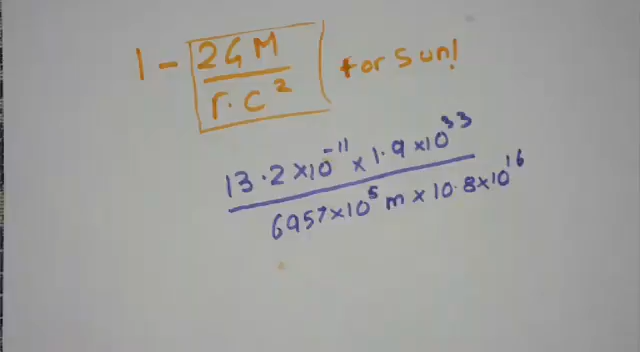 1 - 2GM / r.c² for sun!
13.2×10⁻¹¹ × 1.9×10³³
6957×10⁵ m × 10.8×10¹⁶